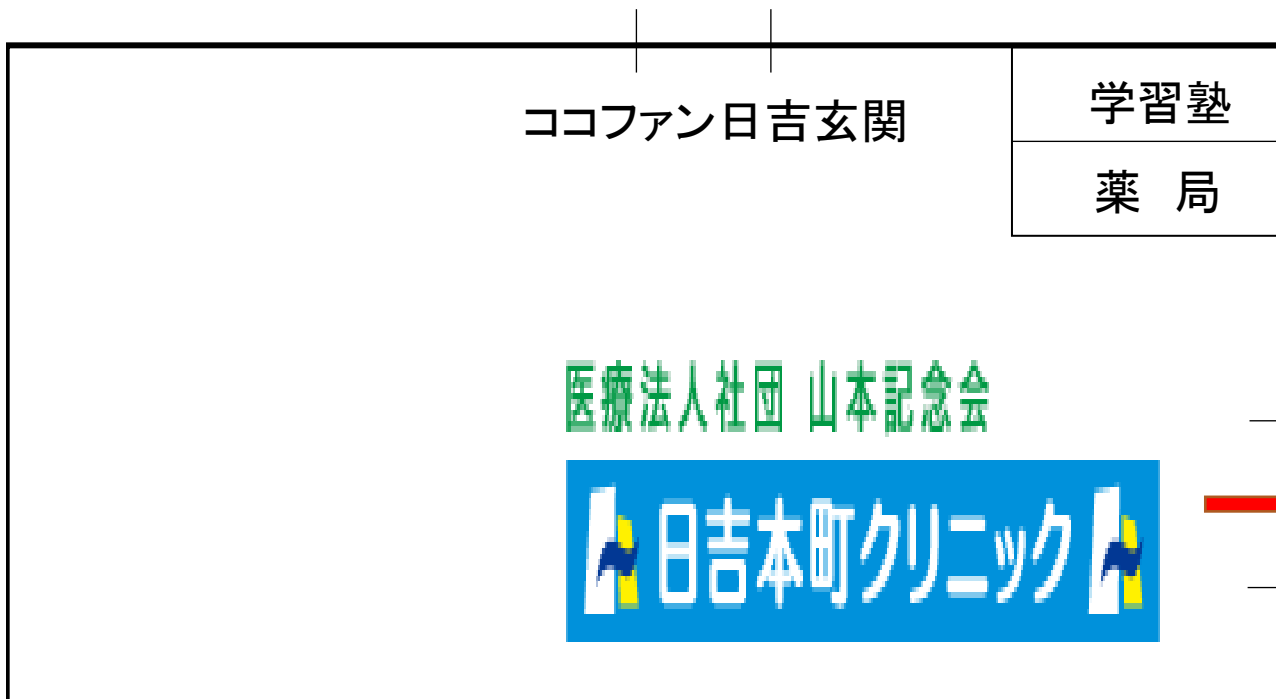 ココファン日吉玄関
学習塾
薬 局
医療法人社団 山本記念会
日吉本町クリニック